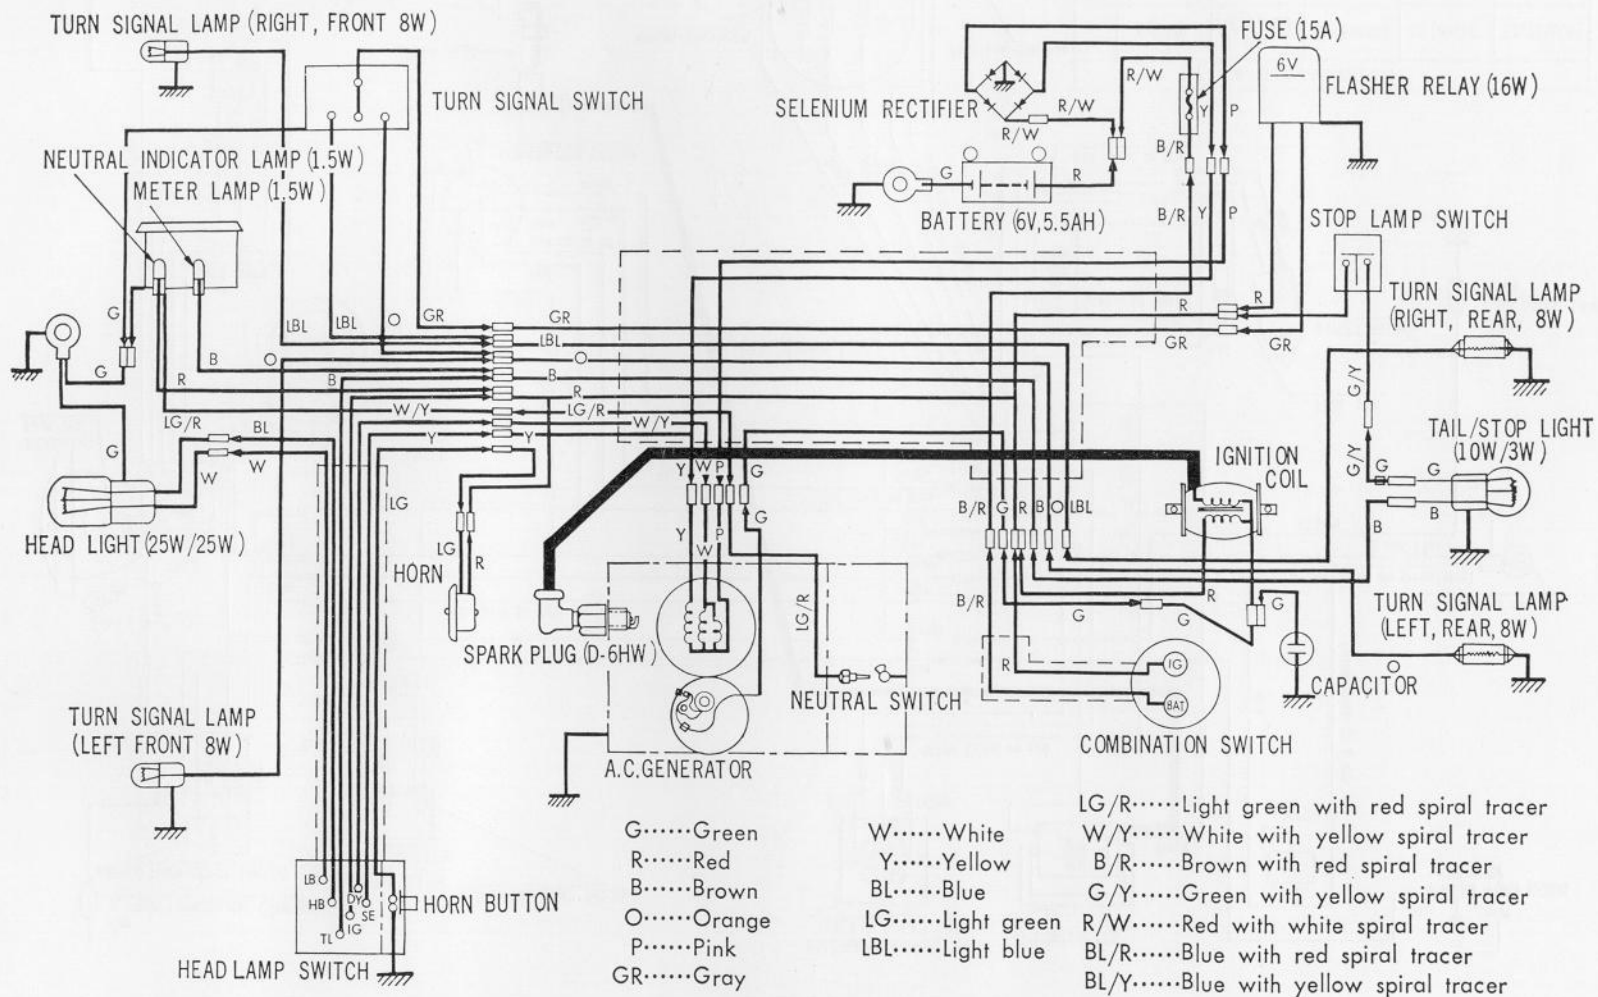 TURN SIGNAL LAMP (RIGHT, FRONT 8W)
TURN SIGNAL SWITCH
NEUTRAL INDICATOR LAMP (1.5W)
METER LAMP (1.5W)
SELENIUM RECTIFIER
FUSE (15A)
6V
FLASHER RELAY (16W)
R/W
R/W
R/W
Y
P
B/R
G
R
BATTERY (6V,5.5AH)
B/R
Y
P
STOP LAMP SWITCH
TURN SIGNAL LAMP
(RIGHT, REAR, 8W)
G
LBL
LBL
O
GR
GR
LBL
R
R
GR
GR
G
B
O
O
R
B
B
R
G/Y
LG/R
W/Y
LG/R
W/Y
Y
Y
BL
W
G
W
HEAD LIGHT (25W/25W)
LG
LG
R
HORN
Y
W
P
G
Y
W
P
G
LG/R
IGNITION
COIL
G/Y
TAIL/STOP LIGHT
(10W/3W)
G
G
B
B
B/R
G
R
B
O
LBL
B/R
R
G
G
G
R
SPARK PLUG (D-6HW)
NEUTRAL SWITCH
A.C.GENERATOR
IG
BAT
COMBINATION SWITCH
CAPACITOR
TURN SIGNAL LAMP
(LEFT, REAR, 8W)
O
TURN SIGNAL LAMP
(LEFT FRONT 8W)
LB
HB
TL
DY
IG
SE
HORN BUTTON
HEAD LAMP SWITCH
G······Green
R······Red
B······Brown
O······Orange
P······Pink
GR······Gray
W······White
Y······Yellow
BL······Blue
LG······Light green
LBL······Light blue
LG/R······Light green with red spiral tracer
W/Y······White with yellow spiral tracer
B/R······Brown with red spiral tracer
G/Y······Green with yellow spiral tracer
R/W······Red with white spiral tracer
BL/R······Blue with red spiral tracer
BL/Y······Blue with yellow spiral tracer